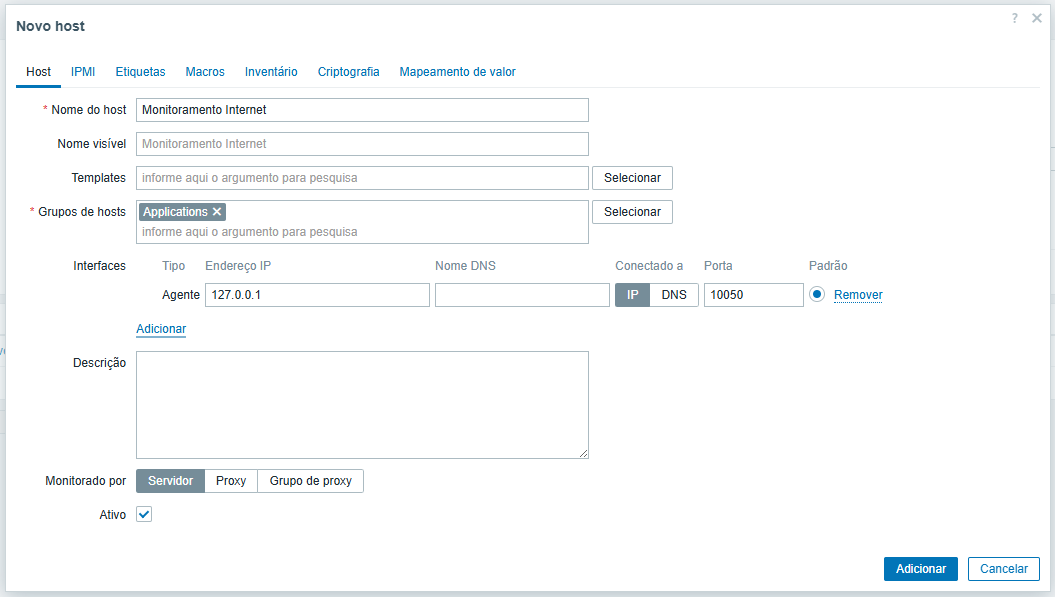 Novo host
? ×
Host IPMI Etiquetas Macros Inventário Criptografia Mapeamento de valor
* Nome do host Monitoramento Internet
Nome visível Monitoramento Internet
Templates informe aqui o argumento para pesquisa Selecionar
* Grupos de hosts Applications × Selecionar
informe aqui o argumento para pesquisa
Interfaces Tipo Endereço IP Nome DNS Conectado a Porta Padrão
Agente 127.0.0.1 IP DNS 10050 Remover
Adicionar
Descrição
Monitorado por Servidor Proxy Grupo de proxy
Ativo
Adicionar Cancelar